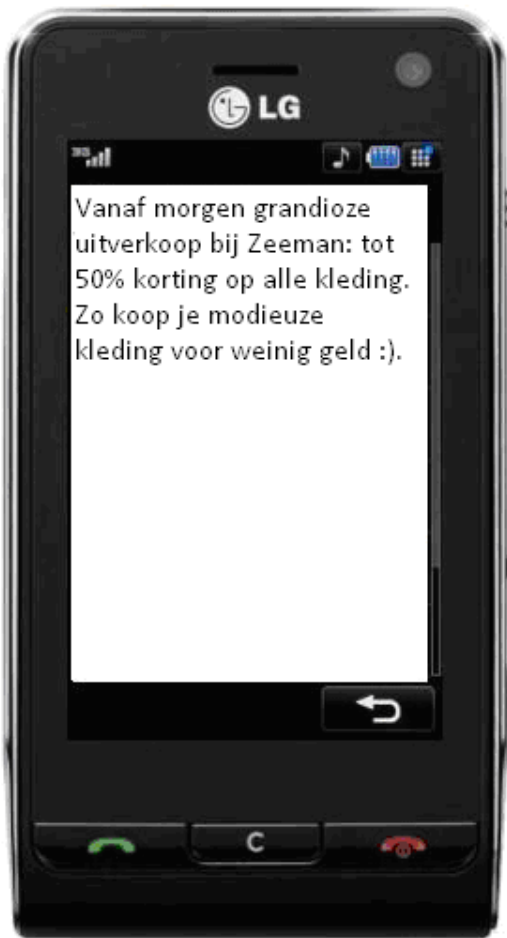 LG
3G
Vanaf morgen grandioze
uitverkoop bij Zeeman: tot
50% korting op alle kleding.
Zo koop je modieuze
kleding voor weinig geld :).
C